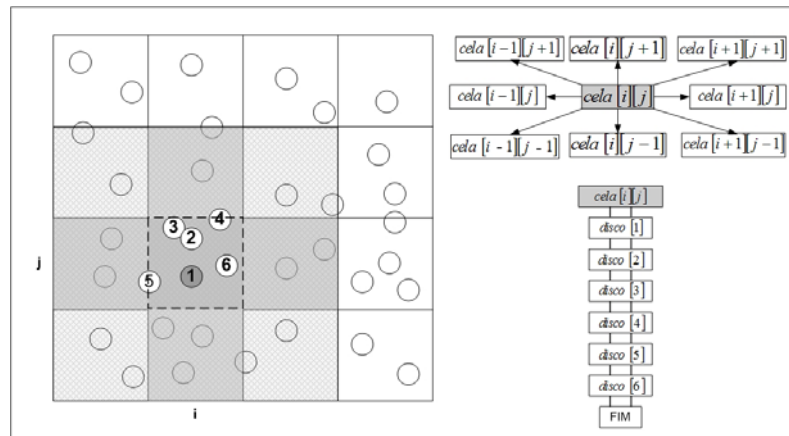 cela [i−1][j+1]
cela [i][j+1]
cela [i+1][j+1]
cela [i−1][j]
cela [i][j]
cela [i+1][j]
cela [i - 1][j - 1]
cela [i][j−1]
cela [i+1][j−1]
4
3
2
6
5
1
j
i
cela [i][j]
disco [1]
disco [2]
disco [3]
disco [4]
disco [5]
disco [6]
FIM